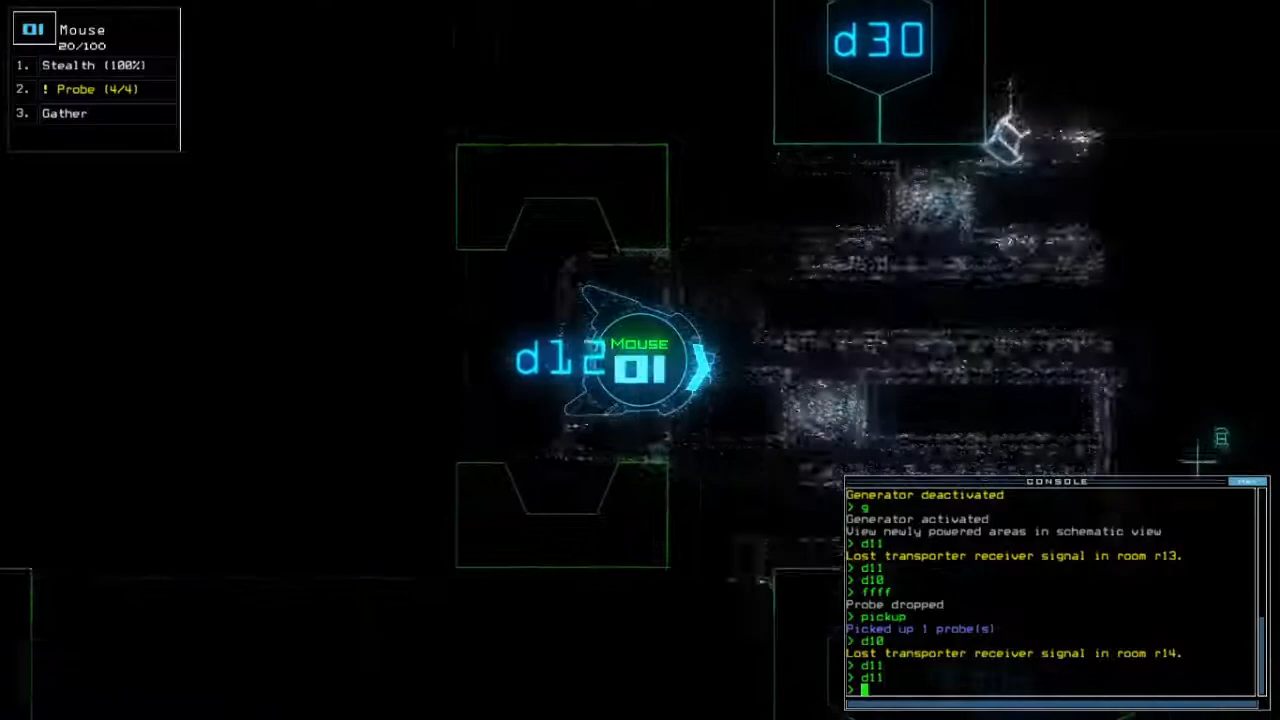 01 Mouse
20/100
1. Stealth (100%)
2. ! Probe (4/4)
3. Gather
d30
d12
Mouse
01
CONSOLE
Generator deactivated
> g
Generator activated
View newly powered areas in schematic view
> d11
Lost transporter receiver signal in room r13.
> d11
> d10
> ffff
Probe dropped
> pickup
Picked up 1 probe(s)
> d10
Lost transporter receiver signal in room r14.
> d11
> d11
>